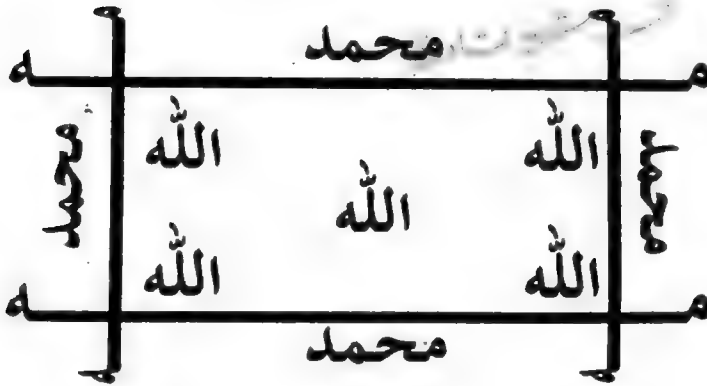 محمد
م ه
الله الله
محمد محمد
الله
الله الله
م ه
محمد